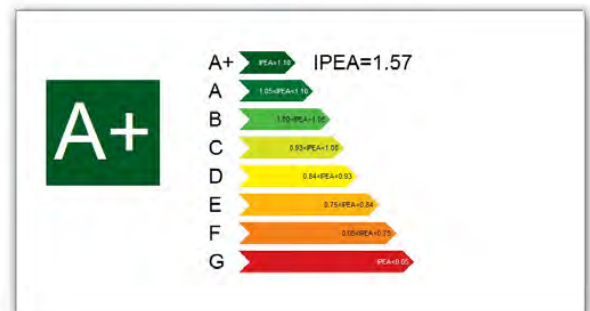 A+
A+ IPEA>1.10 IPEA=1.57
A 1.05<IPEA<1.10
B 1.00<IPEA<1.05
C 0.93<IPEA<1.00
D 0.84<IPEA<0.93
E 0.75<IPEA<0.84
F 0.65<IPEA<0.75
G IPEA<0.65